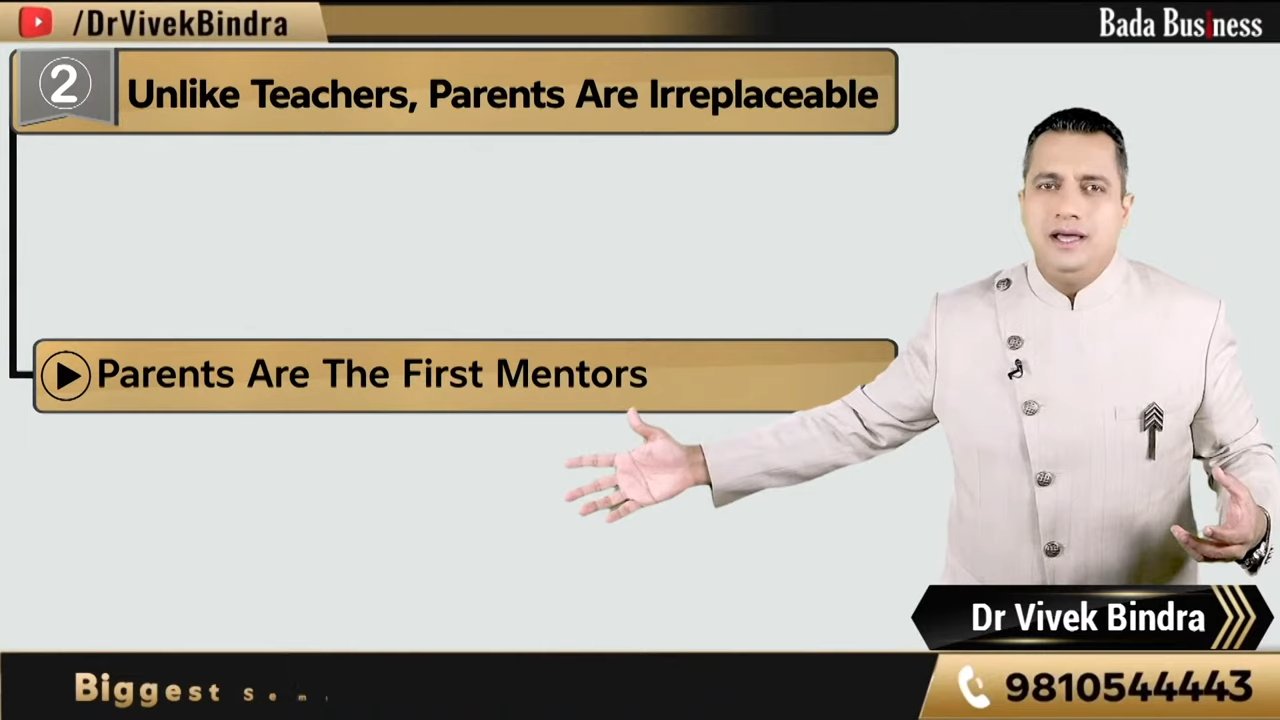 /DrVivekBindra
Bada Business
2
Unlike Teachers, Parents Are Irreplaceable
Parents Are The First Mentors
Dr Vivek Bindra
Biggest S e m
9810544443